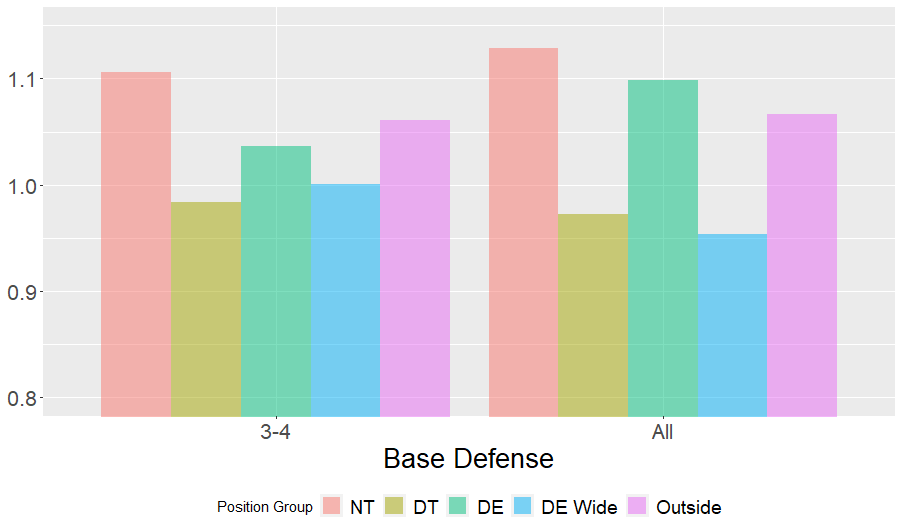 1.1
1.0
0.9
0.8
3-4 All
Base Defense
Position Group NT DT DE DE Wide Outside